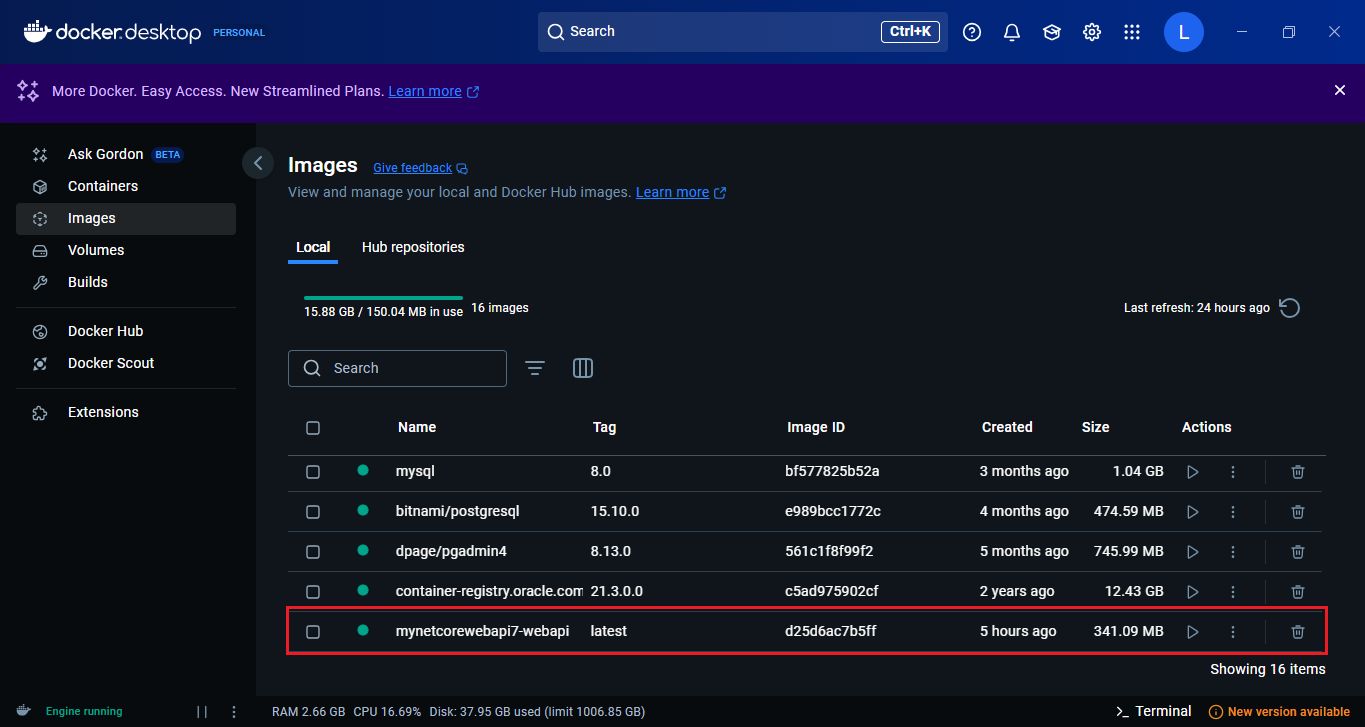 docker.desktop PERSONAL
Search
Ctrl+K
L
More Docker. Easy Access. New Streamlined Plans. Learn more
Ask Gordon BETA
Containers
Images
Volumes
Builds
Docker Hub
Docker Scout
Extensions
Images Give feedback
View and manage your local and Docker Hub images. Learn more
Local Hub repositories
15.88 GB / 150.04 MB in use 16 images
Last refresh: 24 hours ago
Search
Name Tag Image ID Created Size Actions
mysql 8.0 bf577825b52a 3 months ago 1.04 GB
bitnami/postgresql 15.10.0 e989bcc1772c 4 months ago 474.59 MB
dpage/pgadmin4 8.13.0 561c1f8f99f2 5 months ago 745.99 MB
container-registry.oracle.com 21.3.0.0 c5ad975902cf 2 years ago 12.43 GB
mynetcorewebapi7-webapi latest d25d6ac7b5ff 5 hours ago 341.09 MB
Showing 16 items
Engine running
RAM 2.66 GB CPU 16.69% Disk: 37.95 GB used (limit 1006.85 GB)
Terminal
New version available